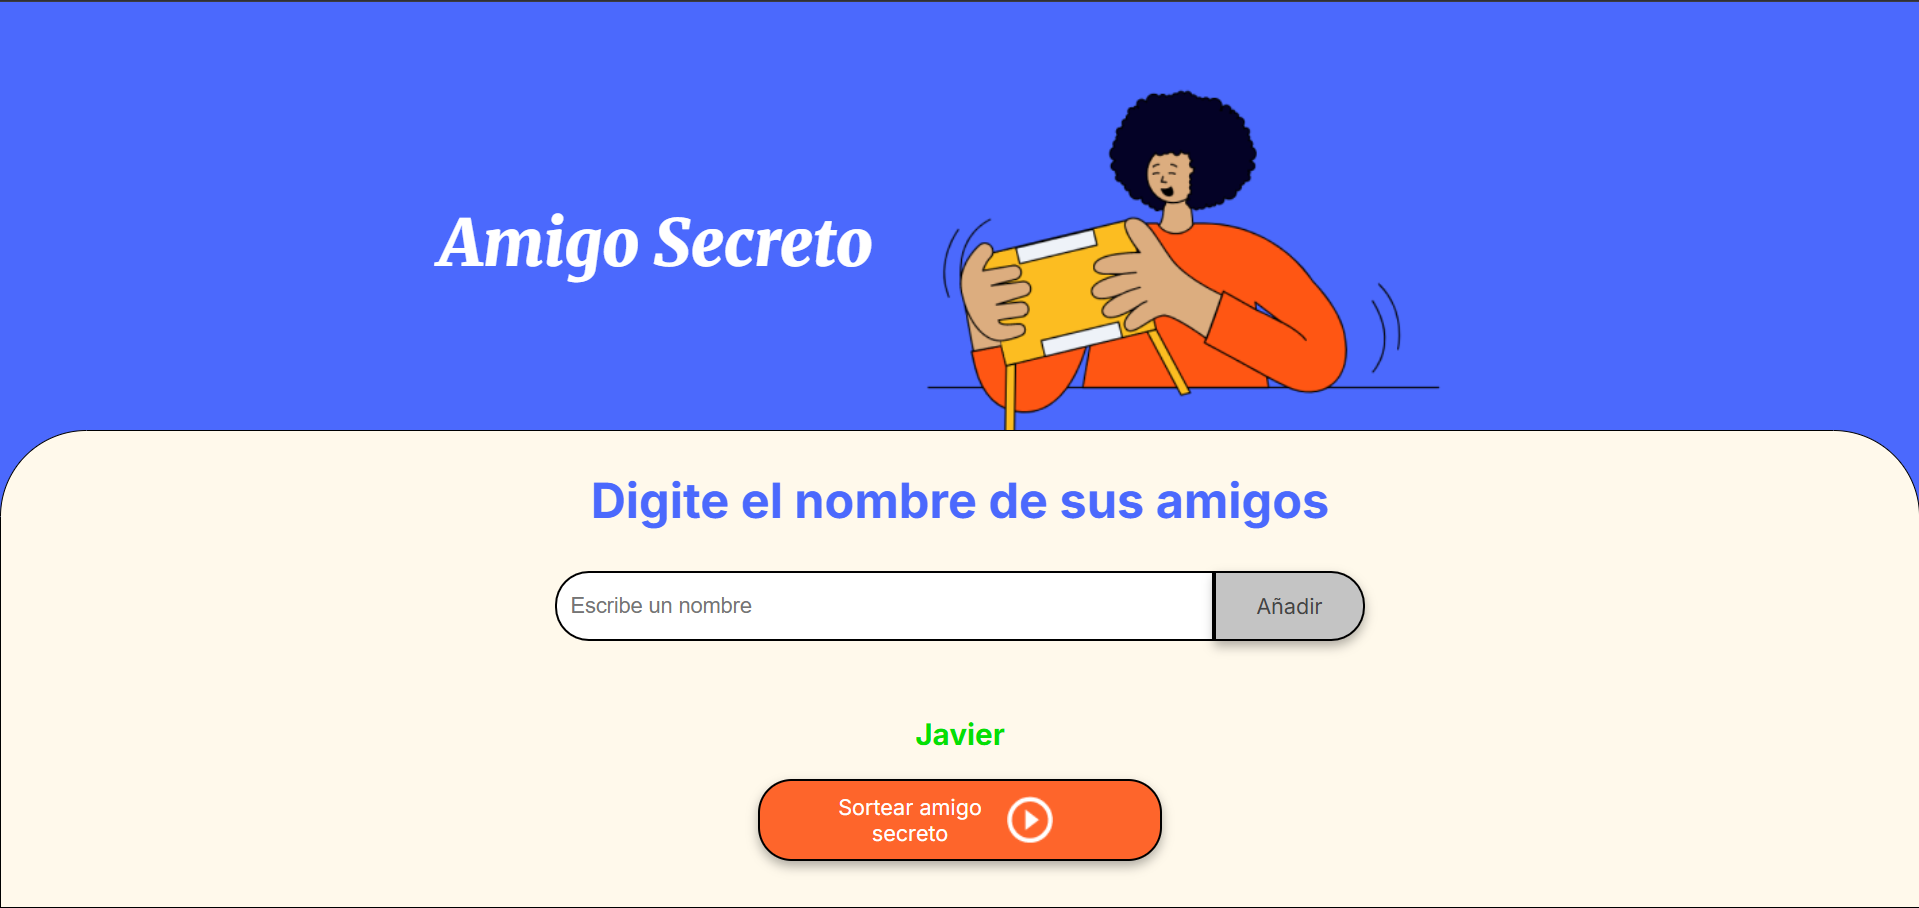 Amigo Secreto
Digite el nombre de sus amigos
Escribe un nombre
Añadir
Javier
Sortear amigo
secreto